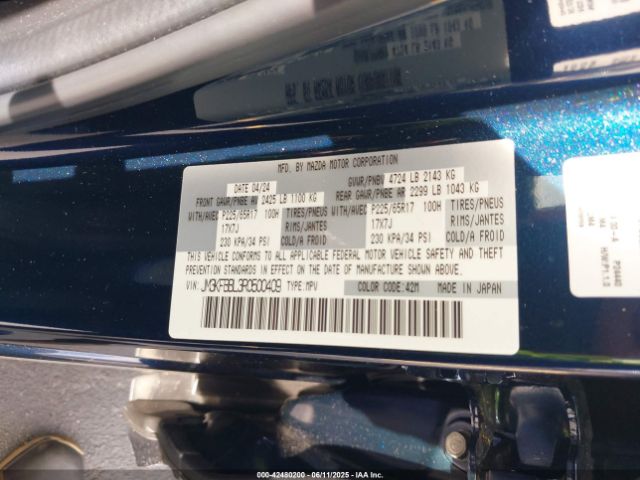 MFD. BY MAZDA MOTOR CORPORATION
DATE 04/24
GVWR/PNBV 4724 LB 2143 KG
FRONT GAWR/PNBE AV 2425 LB 1100 KG
REAR GAWR/PNBE AR 2299 LB 1043 KG
WITH/AVEC P225/65R17 100H TIRES/PNEUS
17X7J RIMS/JANTES
230 KPA/34 PSI COLD/A FROID
WITH/AVEC P225/65R17 100H TIRES/PNEUS
17X7J RIMS/JANTES
230 KPA/34 PSI COLD/A FROID
THIS VEHICLE CONFORMS TO ALL APPLICABLE FEDERAL MOTOR VEHICLE SAFETY AND THEFT
PREVENTION STANDARDS IN EFFECT ON THE DATE OF MANUFACTURE SHOWN ABOVE.
VIN: TYPE: MPV
COLOR CODE: 42M
MADE IN JAPAN
00-42480200 - 06/11/2025 - IAA Inc.